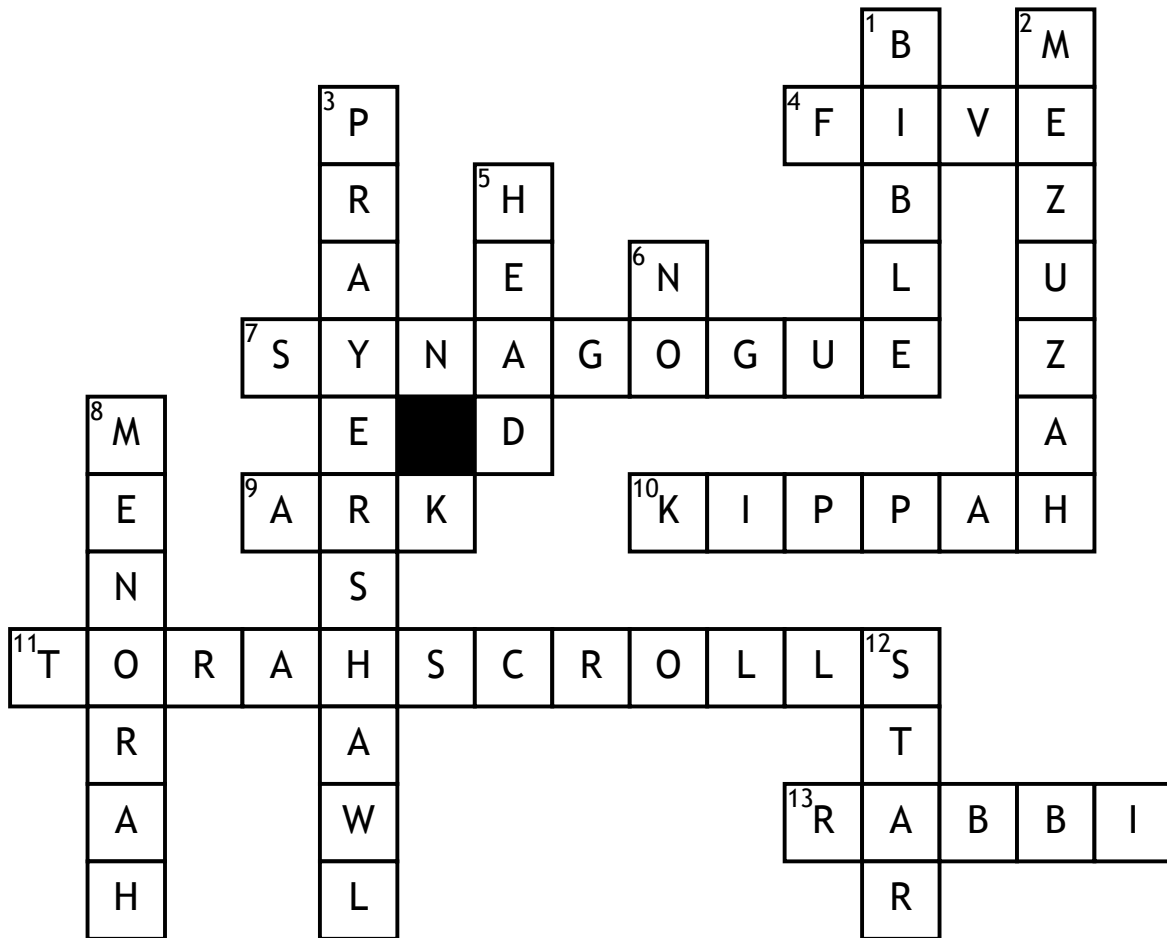 1 B 2 M
3 P 4 F I V E
R 5 H B Z
A E 6 N L U
7 S Y N A G O G U E Z
8 M E D A
E 9 A R K 10 K I P P A H
N S
11 T O R A H S C R O L L 12 S
R A T
A W 13 R A B B I
H L R